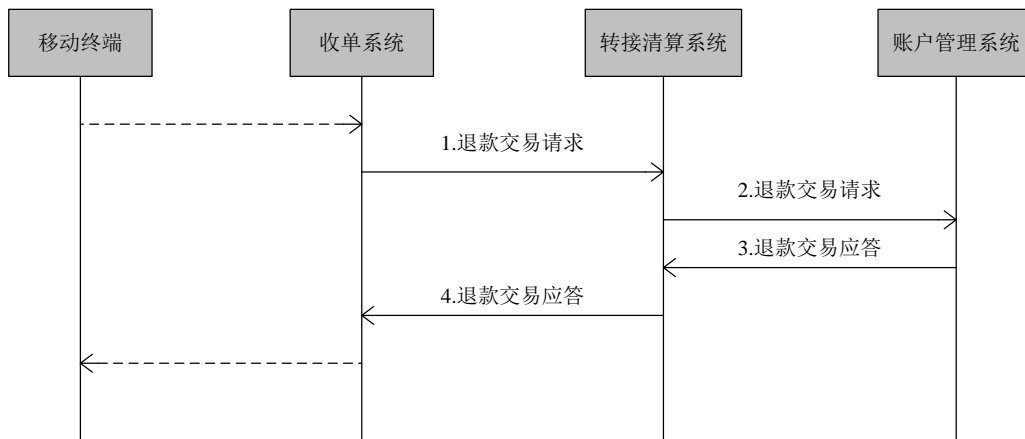 移动终端
收单系统
转接清算系统
账户管理系统
1.退款交易请求
2.退款交易请求
3.退款交易应答
4.退款交易应答